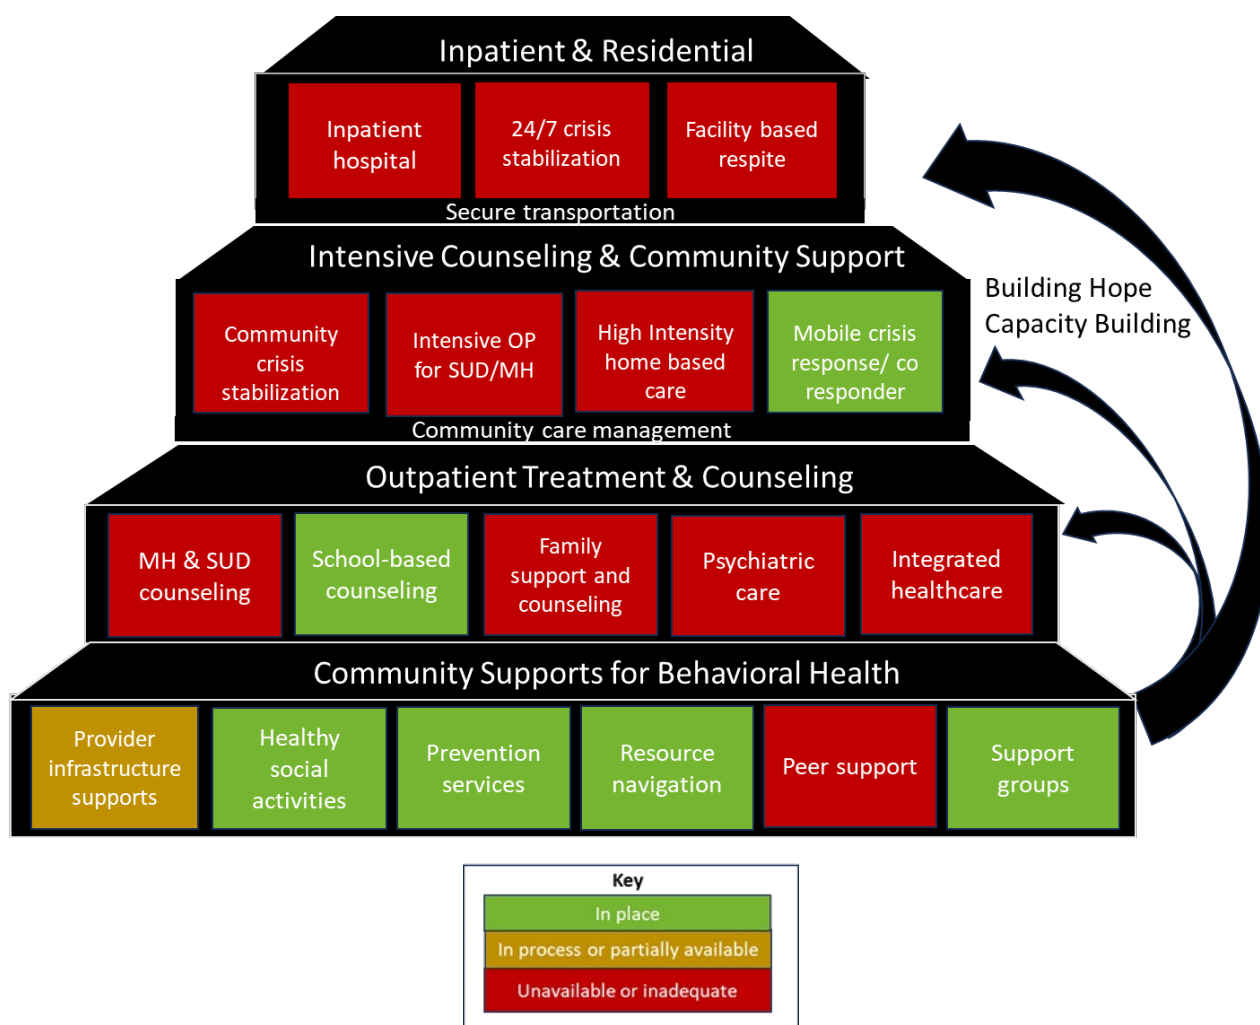 Inpatient & Residential
Inpatient
hospital
24/7 crisis
stabilization
Facility based
respite
Secure transportation
Intensive Counseling & Community Support
Community
crisis
stabilization
Intensive OP
for SUD/MH
High Intensity
home based
care
Mobile crisis
response/ co
responder
Community care management
Building Hope
Capacity Building
Outpatient Treatment & Counseling
MH & SUD
counseling
School-based
counseling
Family
support and
counseling
Psychiatric
care
Integrated
healthcare
Community Supports for Behavioral Health
Provider
infrastructure
supports
Healthy
social
activities
Prevention
services
Resource
navigation
Peer support
Support
groups
Key
In place
In process or partially available
Unavailable or inadequate